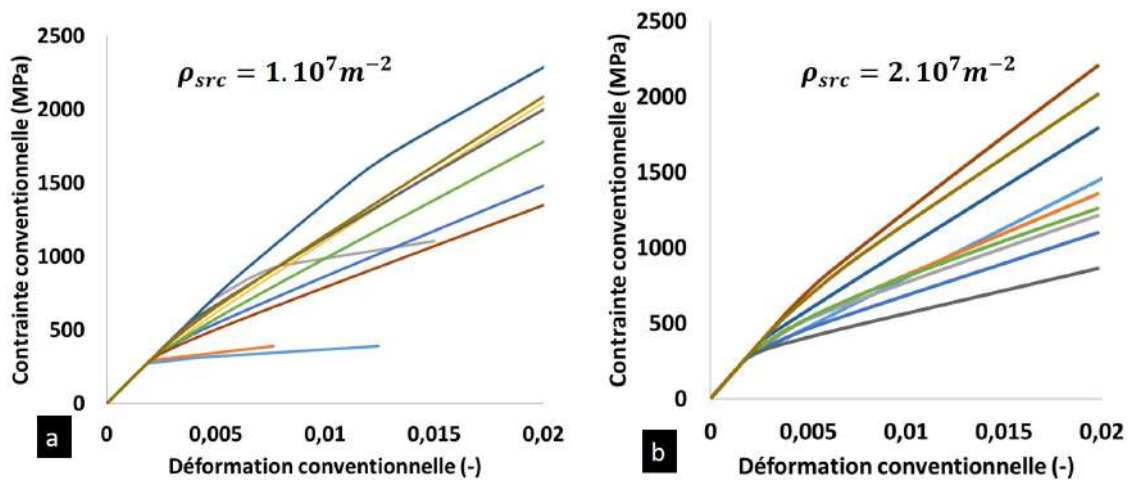 2500
2000
1500
1000
500
0
Contrainte conventionnelle (MPa)
ρ_src = 1.10⁷m⁻²
0 0,005 0,01 0,015 0,02
Déformation conventionnelle (-)
a
2500
2000
1500
1000
500
0
Contrainte conventionnelle (MPa)
ρ_src = 2.10⁷m⁻²
0 0,005 0,01 0,015 0,02
Déformation conventionnelle (-)
b